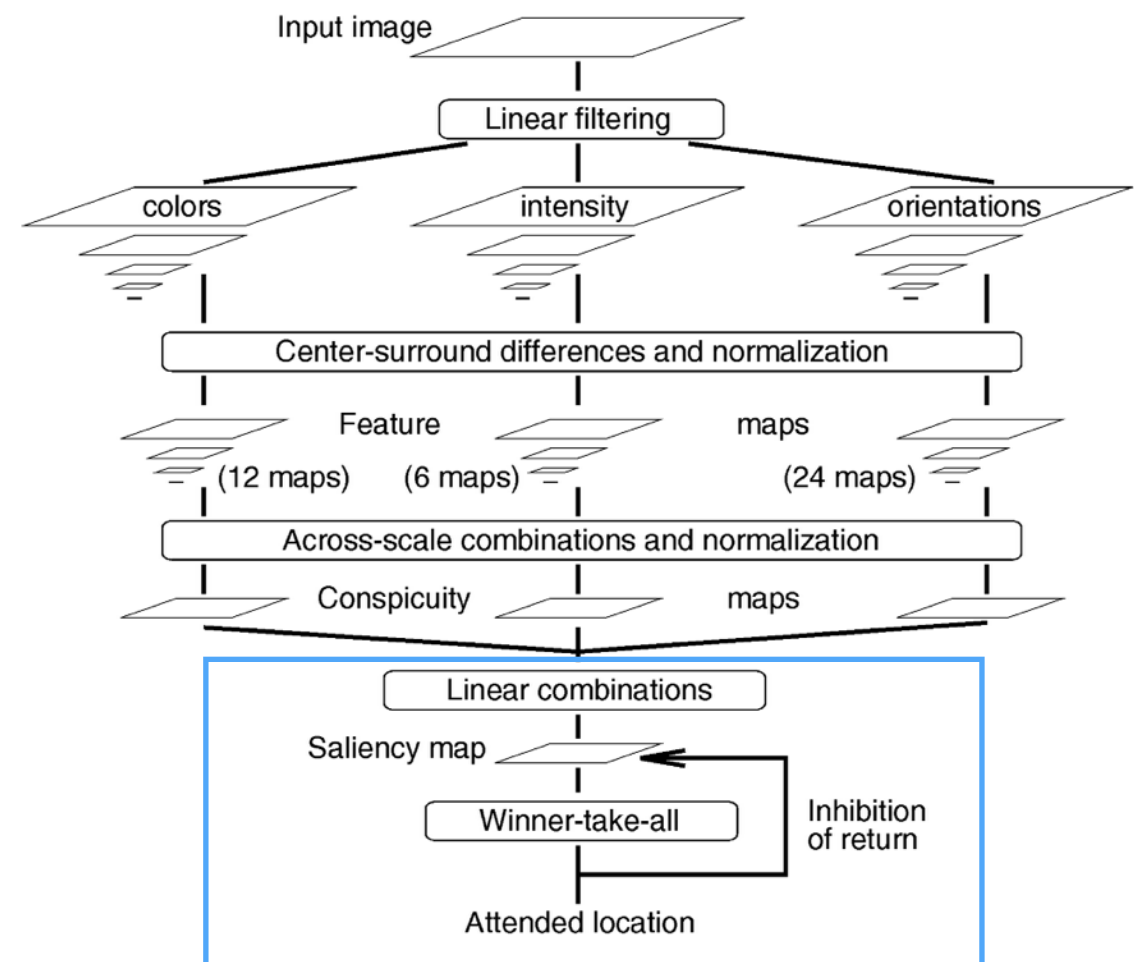 Input image
Linear filtering
colors
intensity
orientations
Center-surround differences and normalization
Feature maps
(12 maps)
(6 maps)
(24 maps)
Across-scale combinations and normalization
Conspicuity maps
Linear combinations
Saliency map
Winner-take-all
Inhibition
of return
Attended location